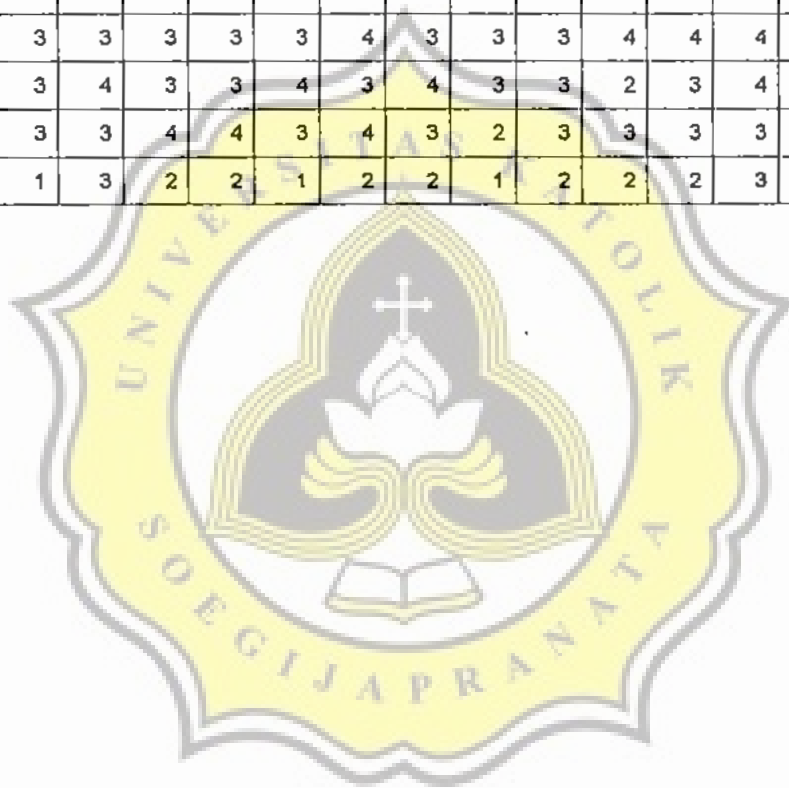 3 3 3 3 3 4 3 3 3 4 4 4
3 4 3 3 4 3 4 3 3 2 3 4
3 3 4 4 3 4 3 2 3 3 3 3
1 3 2 2 1 2 2 1 2 2 2 3
UNIVERSITAS KATOLIK
SOEGIJAPRANATA